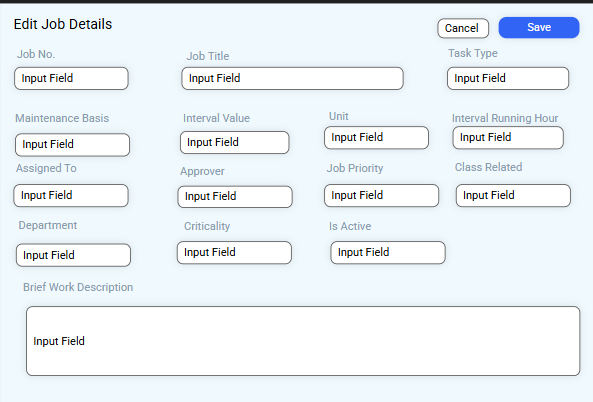 Edit Job Details
Cancel
Save
Job No.
Job Title
Task Type
Input Field
Input Field
Input Field
Maintenance Basis
Interval Value
Unit
Interval Running Hour
Input Field
Input Field
Input Field
Input Field
Assigned To
Approver
Job Priority
Class Related
Input Field
Input Field
Input Field
Input Field
Department
Criticality
Is Active
Input Field
Input Field
Input Field
Brief Work Description
Input Field